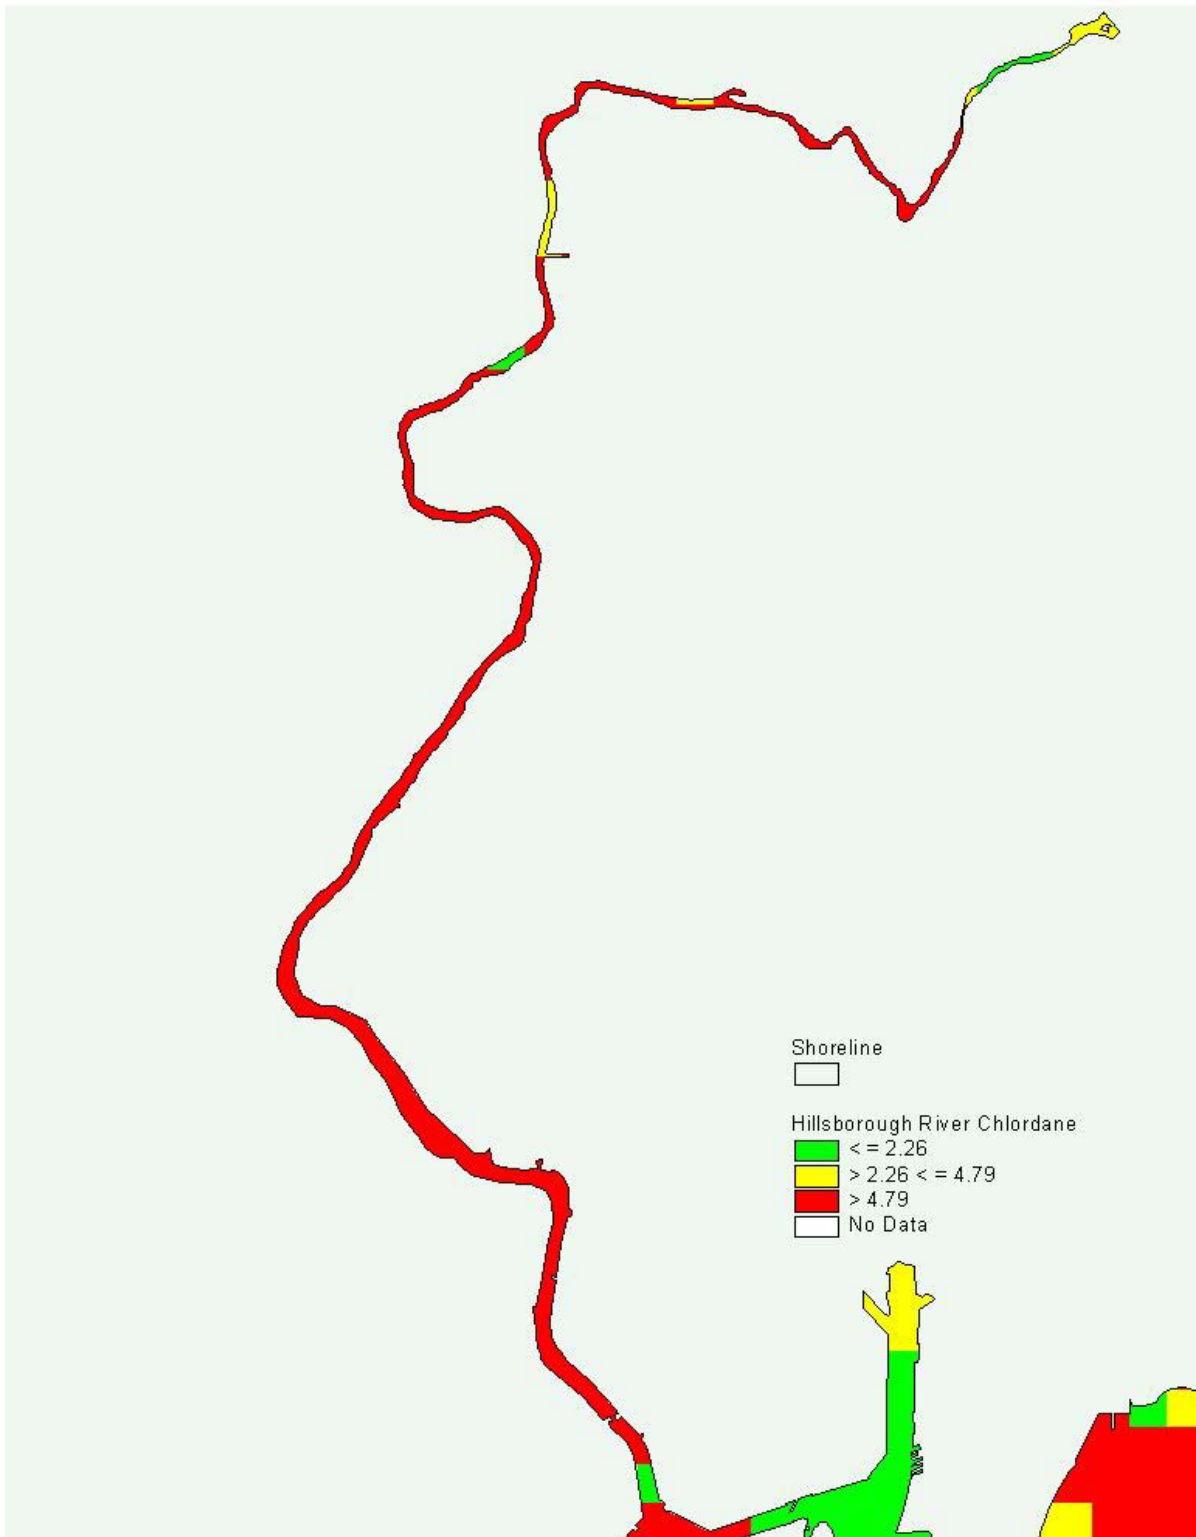 Shoreline
Hillsborough River Chlordane
< = 2.26
> 2.26 < = 4.79
> 4.79
No Data